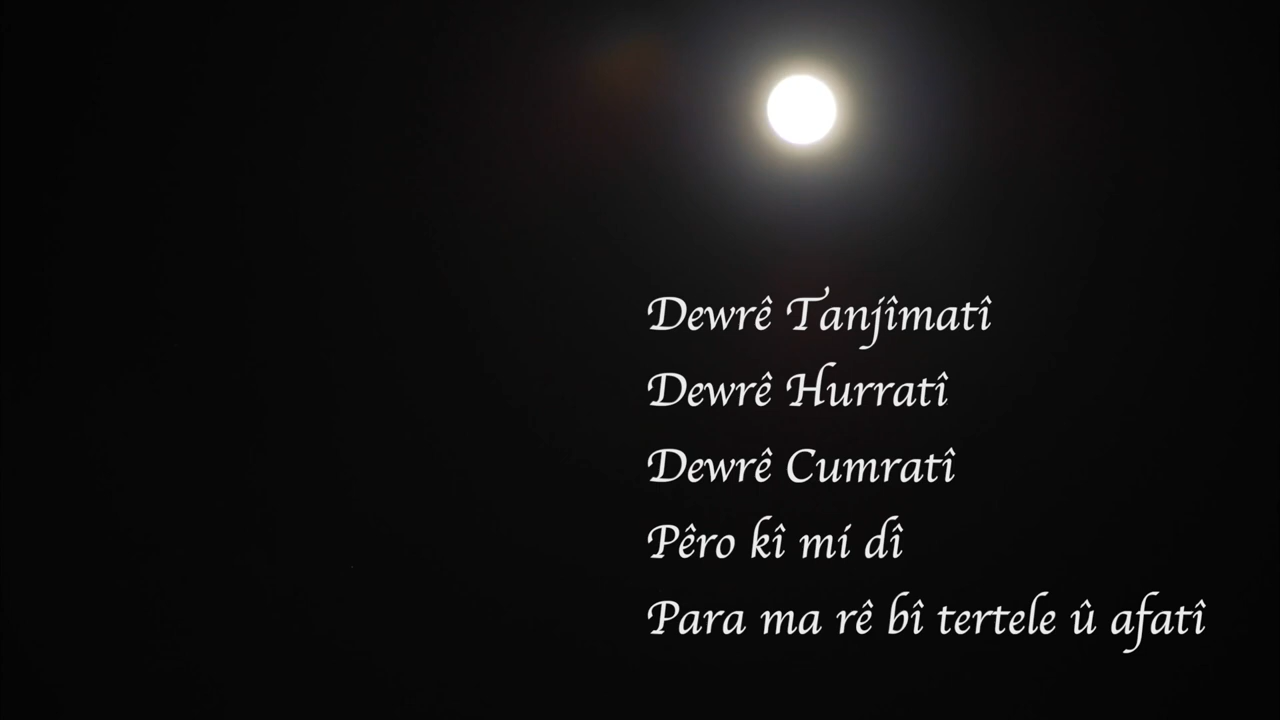 Dewrê Tanjîmatî
Dewrê Hurratî
Dewrê Cumratî
Pêro kî mi dî
Para ma rê bî tertele û afatî